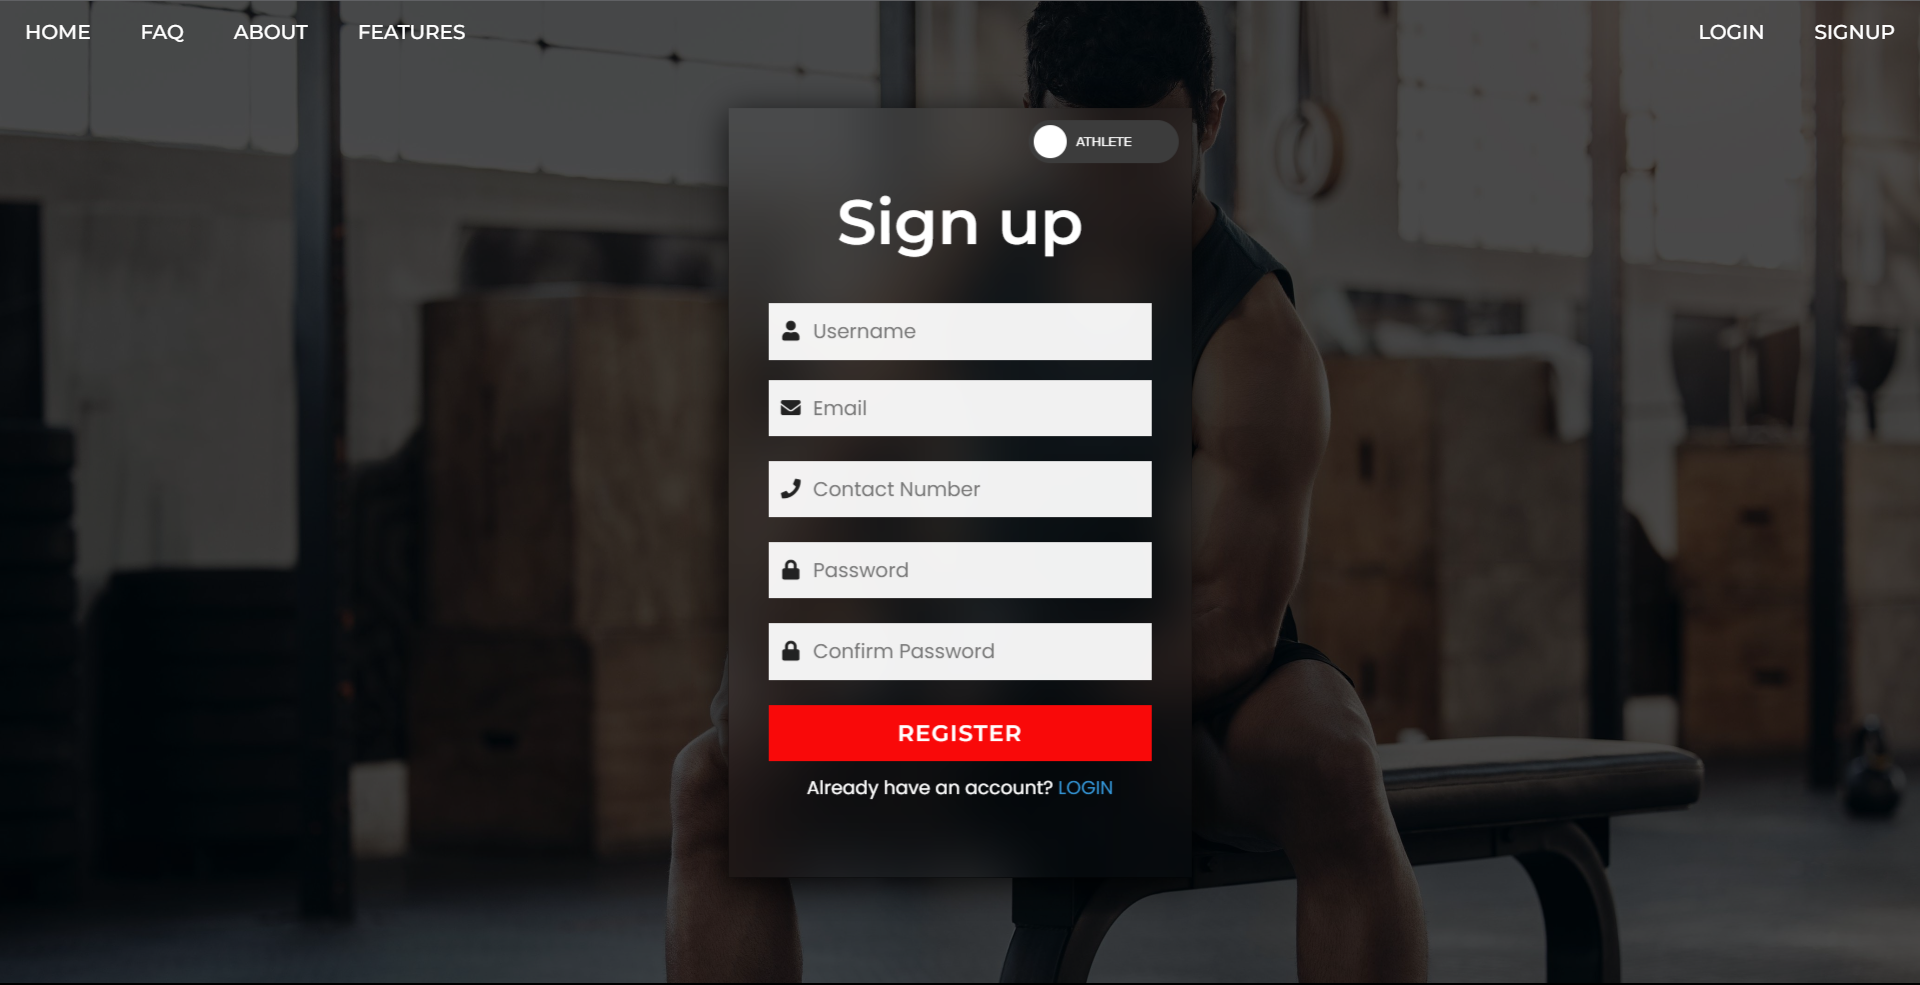 HOME FAQ ABOUT FEATURES LOGIN SIGNUP
ATHLETE
Sign up
Username
Email
Contact Number
Password
Confirm Password
REGISTER
Already have an account? LOGIN